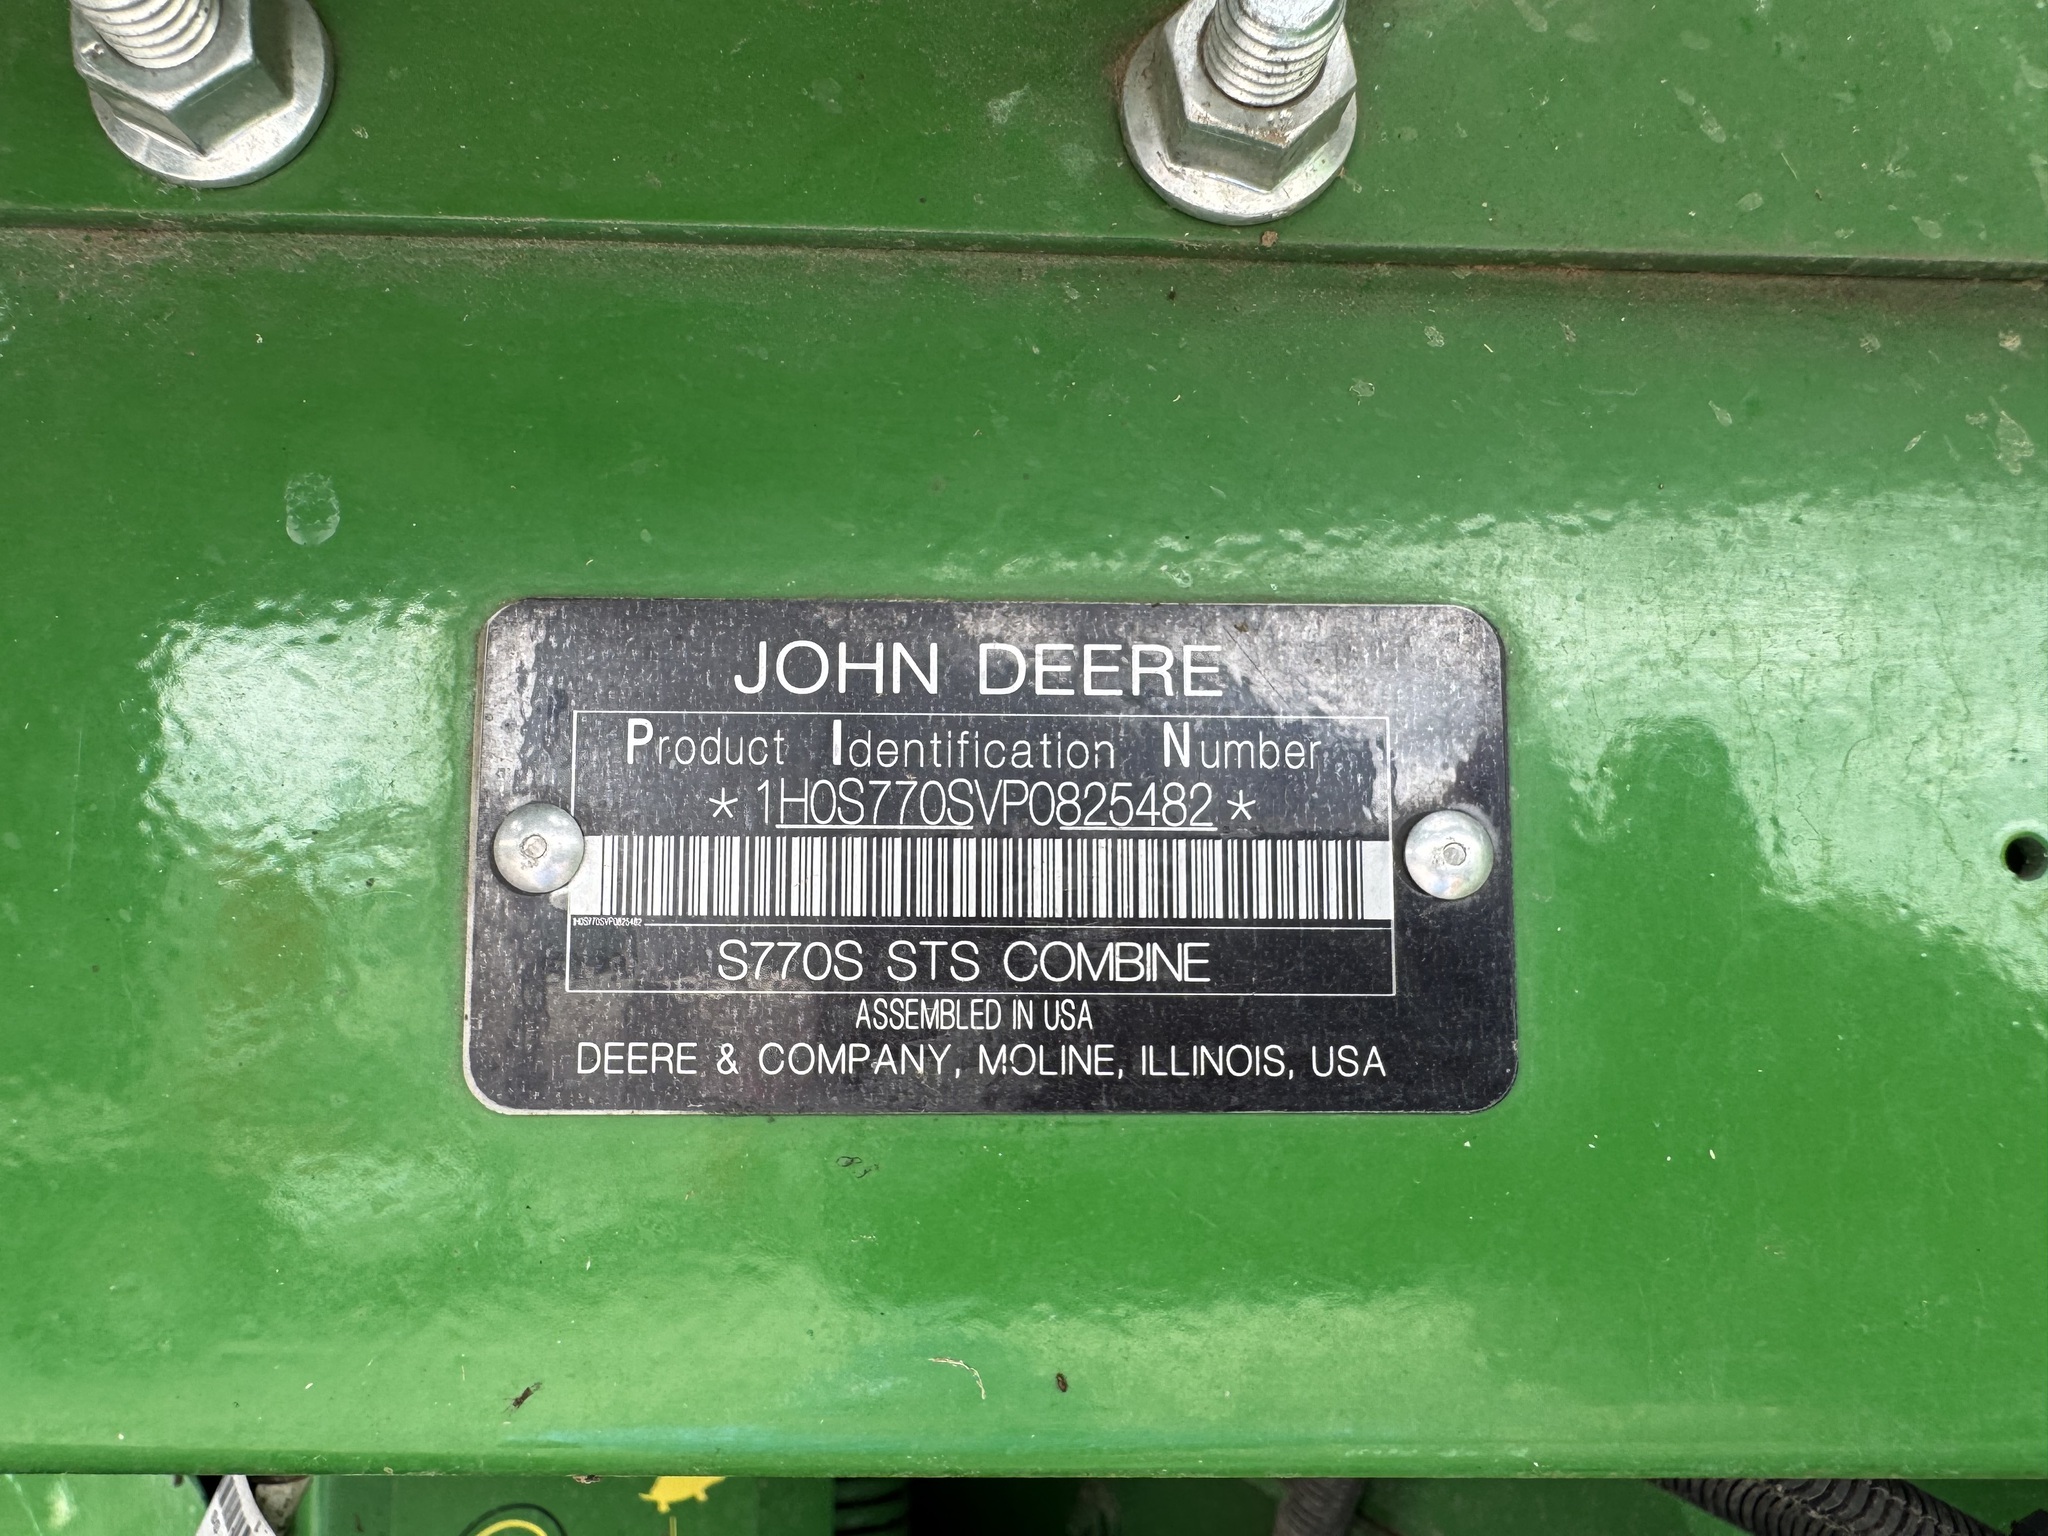 JOHN DEERE
Product Identification Number
*1H0S770SVP0825482*
1H0S770SVP0825482
S770S STS COMBINE
ASSEMBLED IN USA
DEERE & COMPANY, MOLINE, ILLINOIS, USA